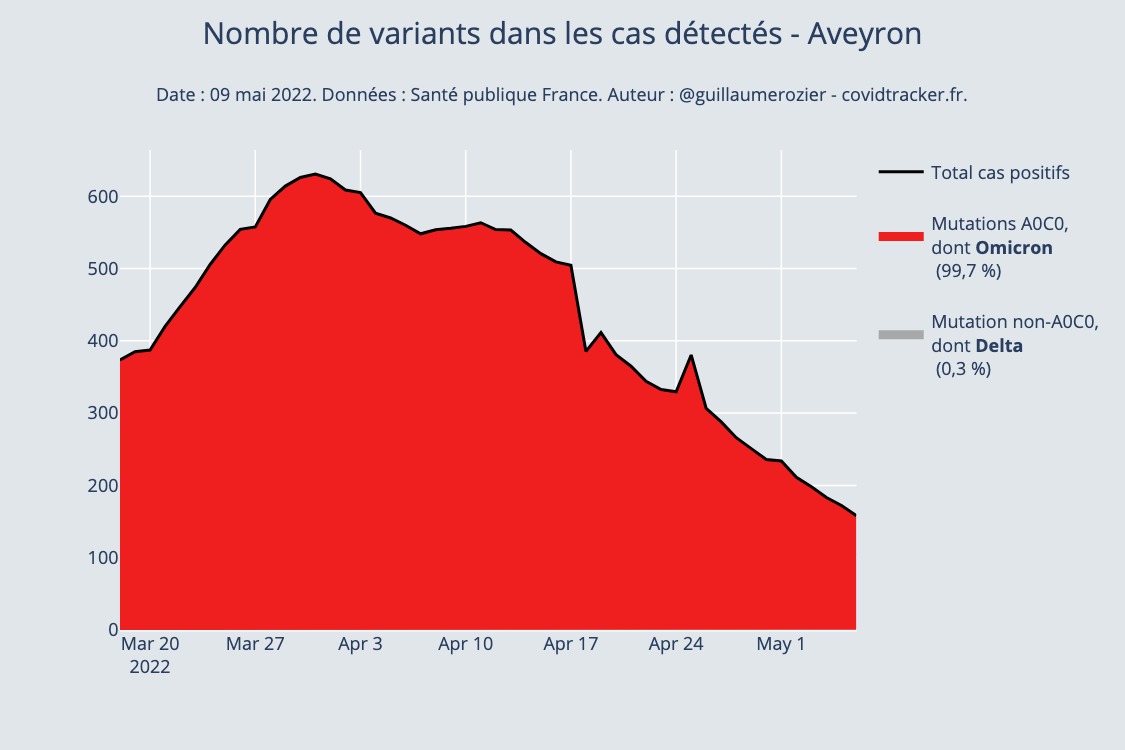 Nombre de variants dans les cas détectés - Aveyron
Date : 09 mai 2022. Données : Santé publique France. Auteur : @guillaumerozier - covidtracker.fr.
Total cas positifs
Mutations A0C0,
dont Omicron
(99,7 %)
Mutation non-A0C0,
dont Delta
(0,3 %)
600
500
400
300
200
100
0
Mar 20
2022
Mar 27
Apr 3
Apr 10
Apr 17
Apr 24
May 1